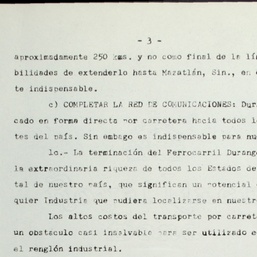 - 3 -
aproximadamente 250 kms. y no como final de la lín
bilidades de extenderlo hasta Mazatlán, Sin., en
te indispensable.
c) COMPLETAR LA RED DE COMUNICACIONES: Dur
cado en forma directa por carretera hacia todos l
tes del país. Sin embago es indispensable para nu
1o.- La terminación del Ferrocarril Durang
la extraordinaria riqueza de todos los Estados de
tal de nuestro país, que significan un potencial
quier Industria que pudiera localizarse en nuestr
Los altos costos del transporte por carret
un obstaculo casi insalvable para ser utilizado e
el renglón industrial.